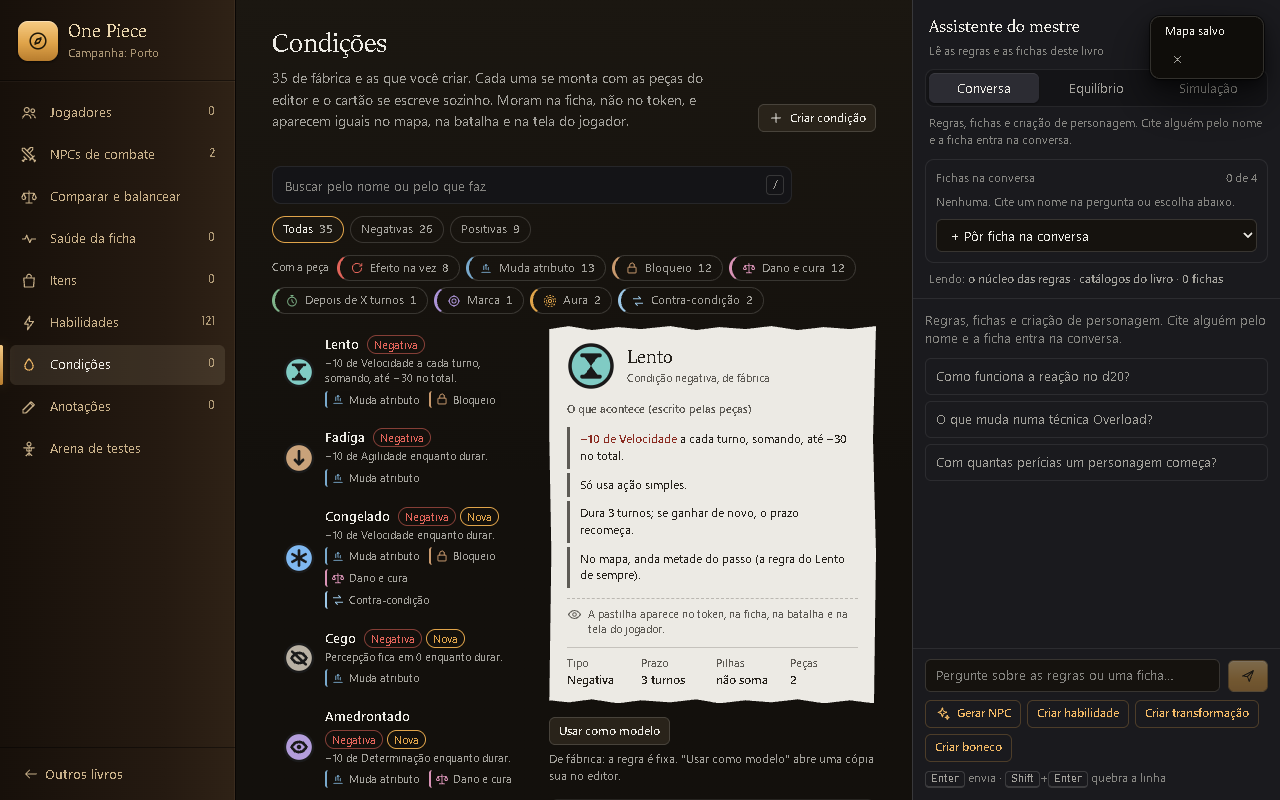 One Piece
Campanha: Porto
Jogadores 0
NPCs de combate 2
Comparar e balancear
Saúde da ficha 0
Itens 0
Habilidades 121
Condições 0
Anotações 0
Arena de testes
Outros livros
Condições
35 de fábrica e as que você criar. Cada uma se monta com as peças do
editor e o cartão se escreve sozinho. Moram na ficha, não no token, e
aparecem iguais no mapa, na batalha e na tela do jogador.
Criar condição
Buscar pelo nome ou pelo que faz /
Todas 35 Negativas 26 Positivas 9
Com a peça Efeito na vez 8 Muda atributo 13 Bloqueio 12 Dano e cura 12
Depois de X turnos 1 Marca 1 Aura 2 Contra-condição 2
Lento Negativa
−10 de Velocidade a cada turno,
somando, até −30 no total.
Muda atributo Bloqueio
Fadiga Negativa
−10 de Agilidade enquanto durar.
Muda atributo
Congelado Negativa Nova
−10 de Velocidade enquanto durar.
Muda atributo Bloqueio
Dano e cura
Contra-condição
Cego Negativa Nova
Percepção fica em 0 enquanto durar.
Muda atributo
Amedrontado
Negativa Nova
−10 de Determinação enquanto durar.
Muda atributo Dano e cura
Lento
Condição negativa, de fábrica
O que acontece (escrito pelas peças)
−10 de Velocidade a cada turno, somando, até −30
no total.
Só usa ação simples.
Dura 3 turnos; se ganhar de novo, o prazo
recomeça.
No mapa, anda metade do passo (a regra do Lento
de sempre).
A pastilha aparece no token, na ficha, na batalha e na
tela do jogador.
Tipo Prazo Pilhas Peças
Negativa 3 turnos não soma 2
Usar como modelo
De fábrica: a regra é fixa. "Usar como modelo" abre uma cópia
sua no editor.
Assistente do mestre
Lê as regras e as fichas deste livro
Mapa salvo
×
Conversa Equilíbrio Simulação
Regras, fichas e criação de personagem. Cite alguém pelo nome
e a ficha entra na conversa.
Fichas na conversa 0 de 4
Nenhuma. Cite um nome na pergunta ou escolha abaixo.
+ Pôr ficha na conversa
Lendo: o núcleo das regras · catálogos do livro · 0 fichas
Regras, fichas e criação de personagem. Cite alguém pelo
nome e a ficha entra na conversa.
Como funciona a reação no d20?
O que muda numa técnica Overload?
Com quantas perícias um personagem começa?
Pergunte sobre as regras ou uma ficha...
Gerar NPC Criar habilidade Criar transformação
Criar boneco
Enter envia · Shift + Enter quebra a linha